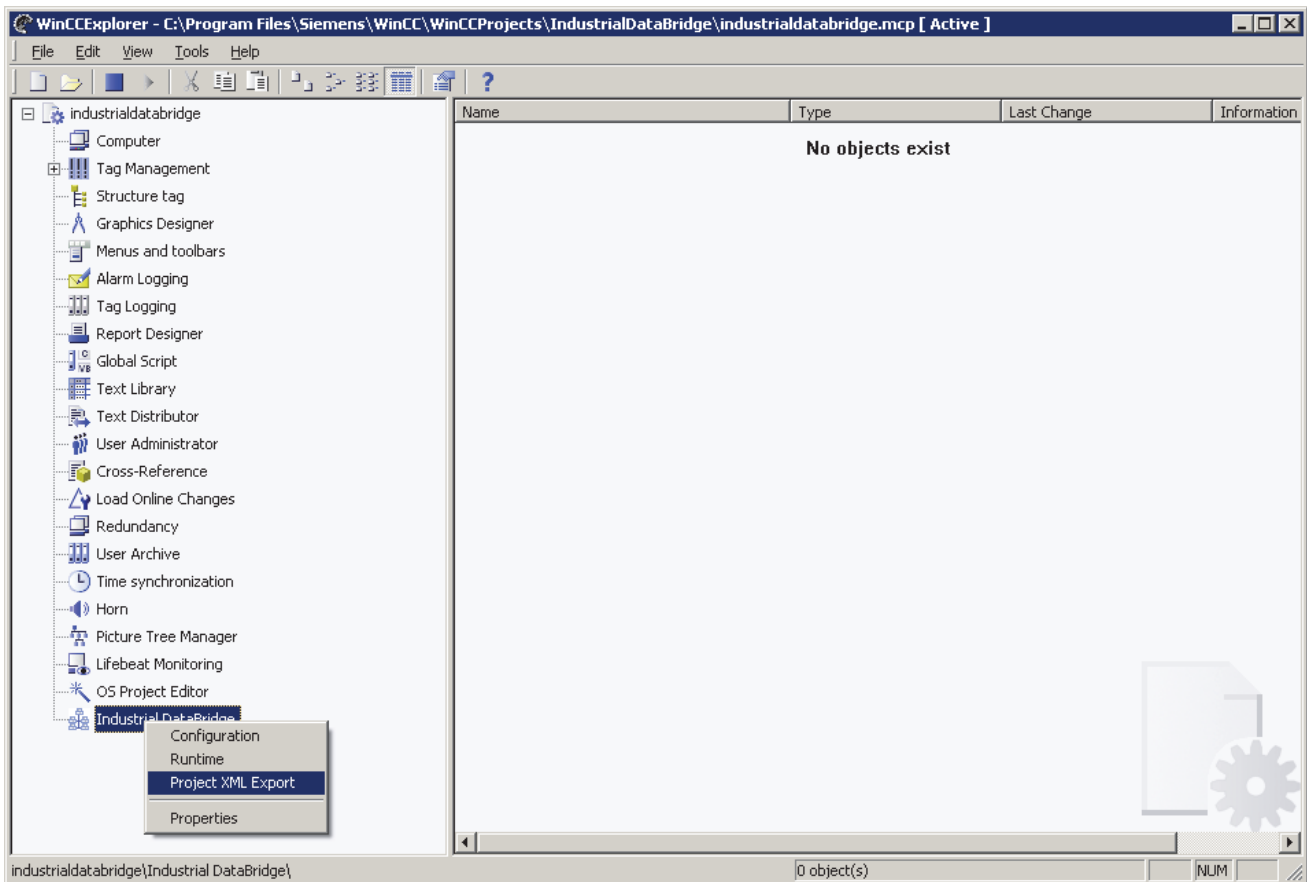 WinCCExplorer - C:\Program Files\Siemens\WinCC\WinCCProjects\IndustrialDataBridge\industrialdatabridge.mcp [ Active ]
File Edit View Tools Help
industrialdatabridge
Computer
Tag Management
Structure tag
Graphics Designer
Menus and toolbars
Alarm Logging
Tag Logging
Report Designer
Global Script
Text Library
Text Distributor
User Administrator
Cross-Reference
Load Online Changes
Redundancy
User Archive
Time synchronization
Horn
Picture Tree Manager
Lifebeat Monitoring
OS Project Editor
Industrial DataBridge
Configuration
Runtime
Project XML Export
Properties
Name Type Last Change Information
No objects exist
industrialdatabridge\Industrial DataBridge\ 0 object(s) NUM